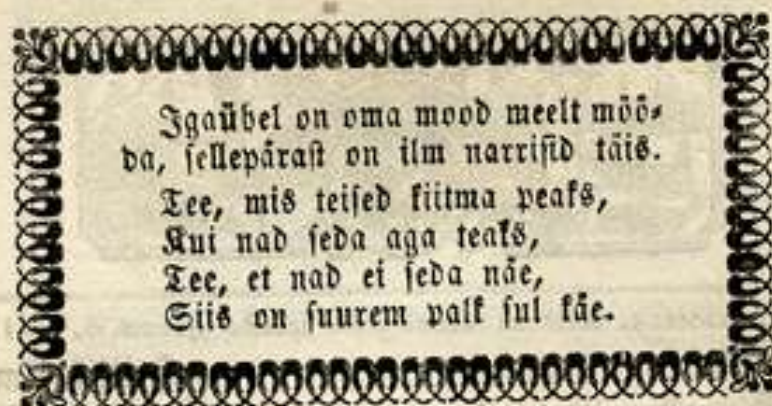 Igaühel on oma mood meelt möö-
da, sellepärast on ilm narrisid täis.
Tee, mis teised kiitma peaks,
Kui nad seda aga teaks,
Tee, et nad ei seda näe,
Siis on suurem palk sul käe.